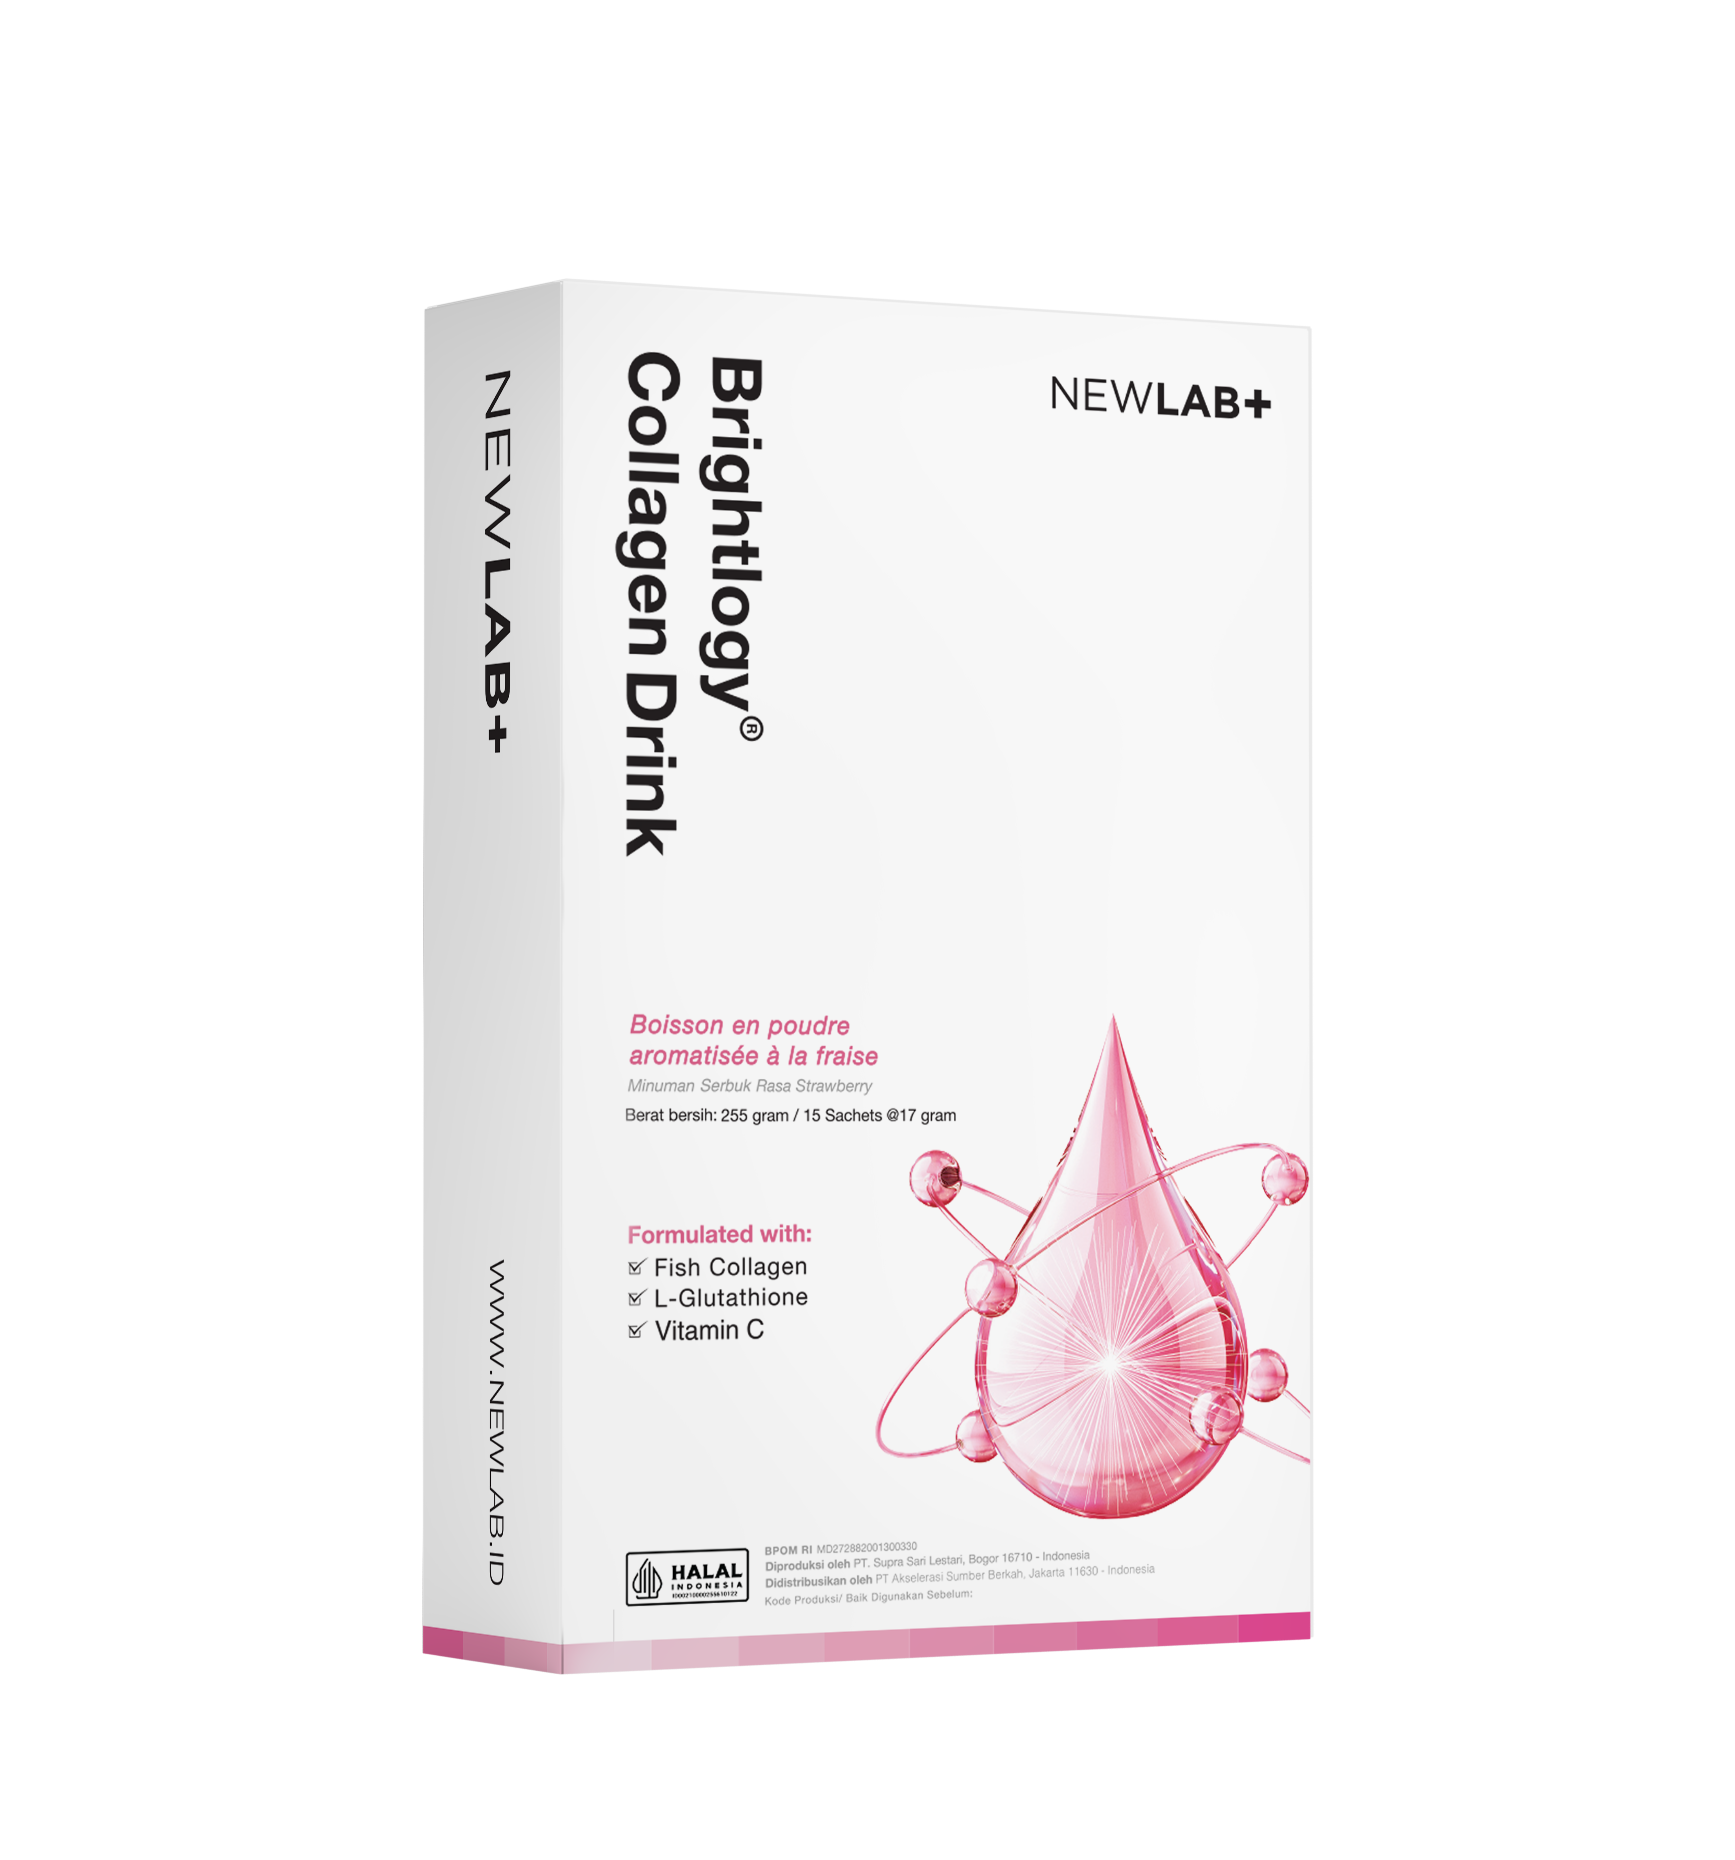 NEWLAB+
WWW.NEWLAB.ID
NEWLAB+
Brightlogy®
Collagen Drink
Boisson en poudre
aromatisée à la fraise
Minuman Serbuk Rasa Strawberry
Berat bersih: 255 gram / 15 Sachets @17 gram
Formulated with:
Fish Collagen
L-Glutathione
Vitamin C
HALAL
INDONESIA
BPOM RI MD272882001300330
Diproduksi oleh PT. Supra Sari Lestari, Bogor 16710 - Indonesia
Didistribusikan oleh PT Akselerasi Sumber Berkah, Jakarta 11630 - Indonesia
Kode Produksi/ Baik Digunakan Sebelum: